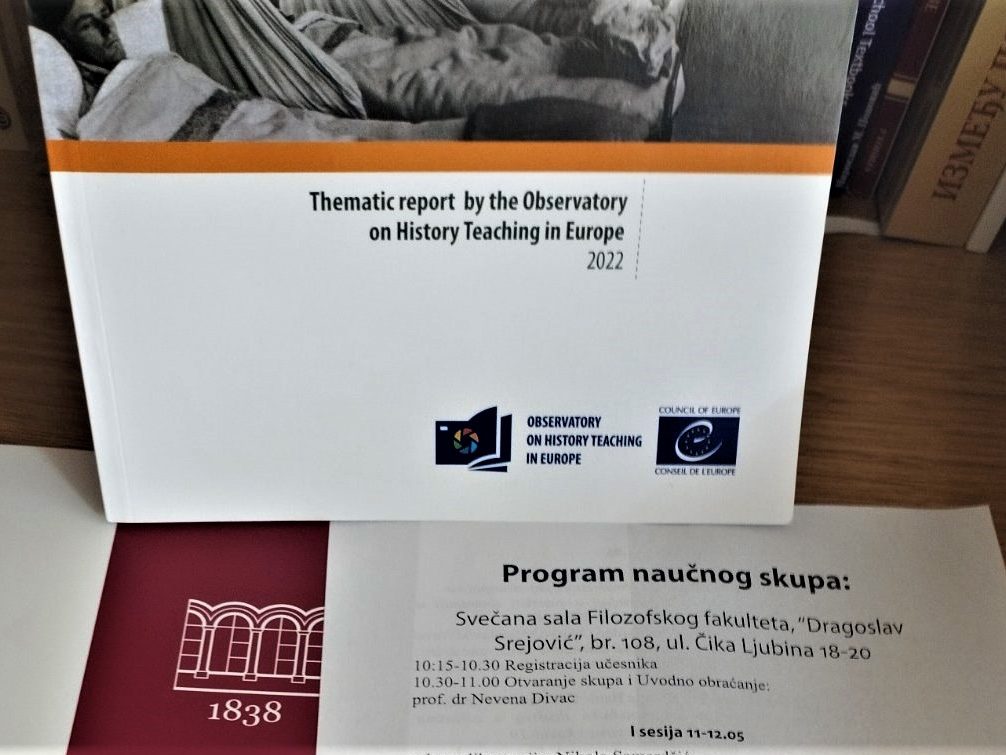 Thematic report by the Observatory
on History Teaching in Europe
2022
OBSERVATORY
ON HISTORY TEACHING
IN EUROPE
COUNCIL OF EUROPE
CONSEIL DE L'EUROPE
ИЗМЕЂУ
1838
Program naučnog skupa:
Svečana sala Filozofskog fakulteta, "Dragoslav
Srejović", br. 108, ul. Čika Ljubina 18-20
10:15-10.30 Registracija učesnika
10.30-11.00 Otvaranje skupa i Uvodno obraćanje:
prof. dr Nevena Divac
I sesija 11-12.05